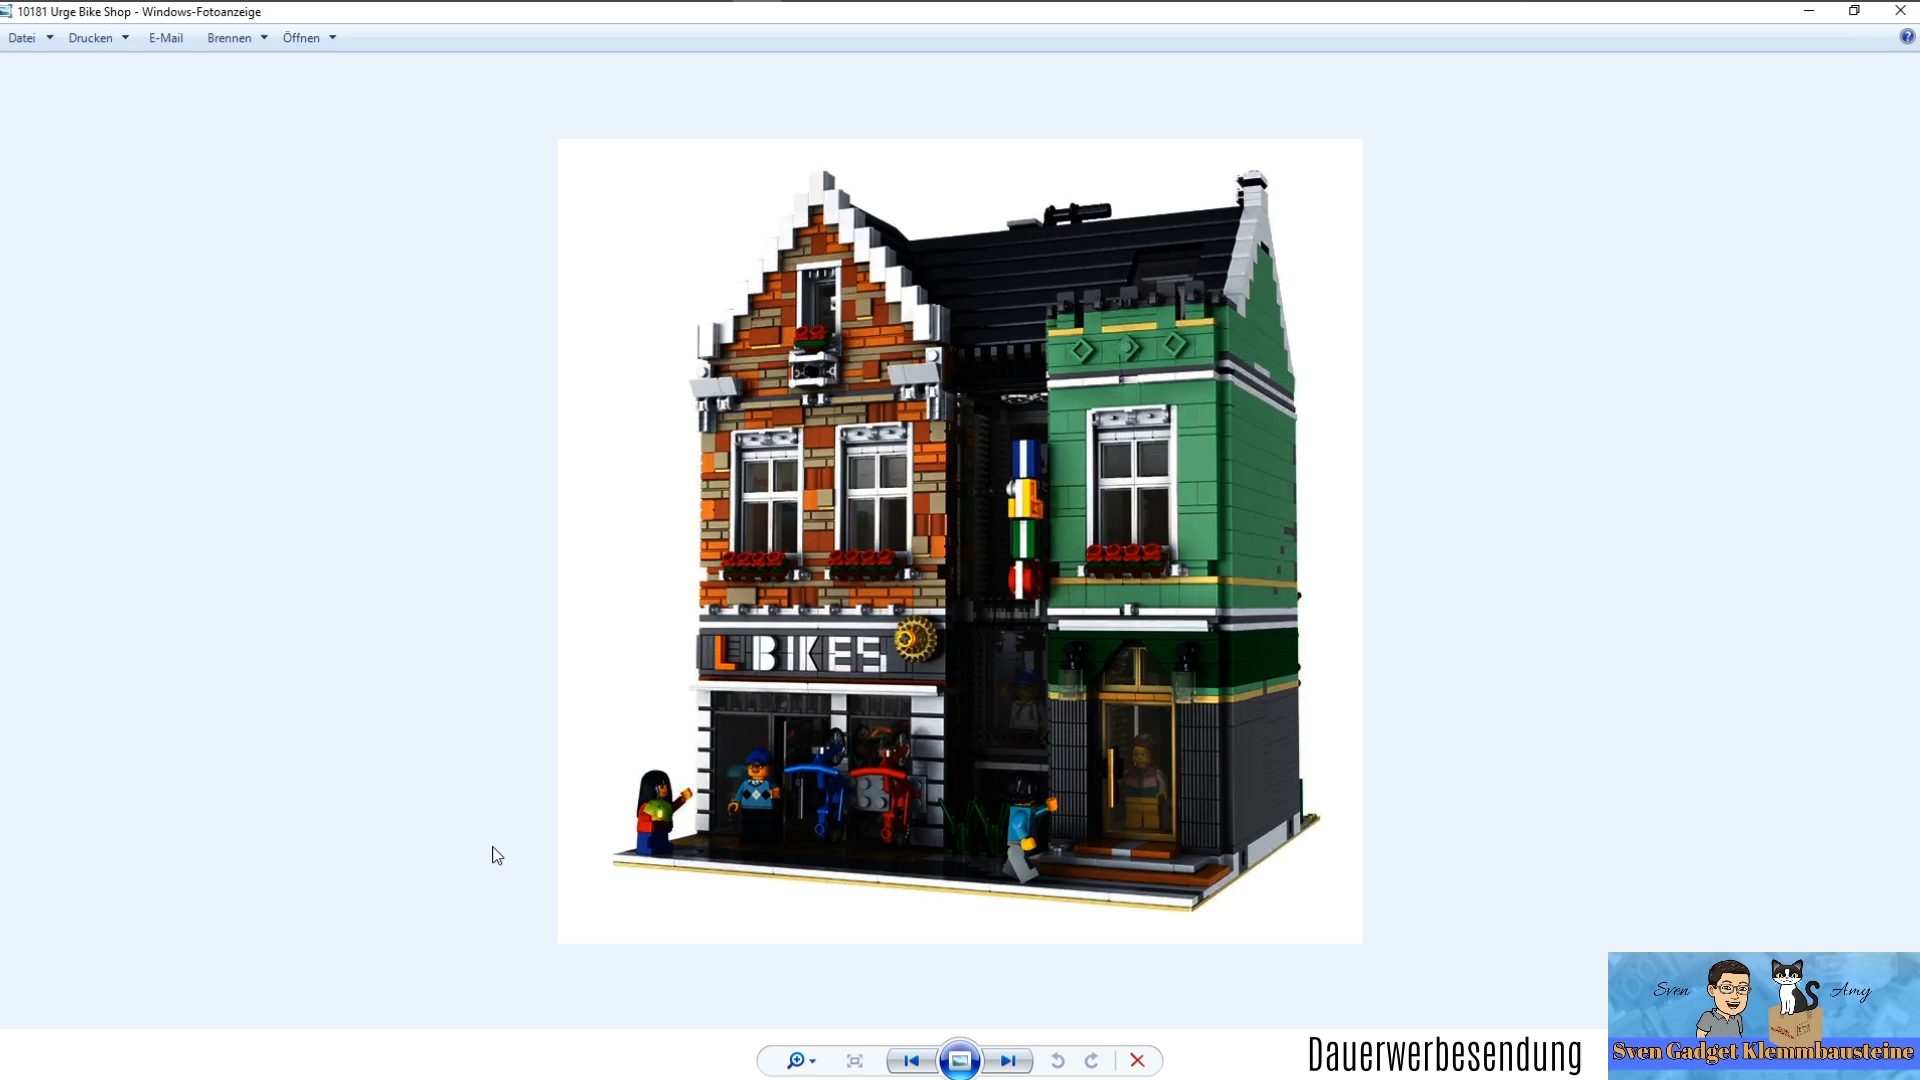 10181 Urge Bike Shop - Windows-Fotoanzeige
Datei Drucken E-Mail Brennen Öffnen
L BIKES
Dauerwerbesendung
Sven Amy
Sven Gadget Klemmbausteine